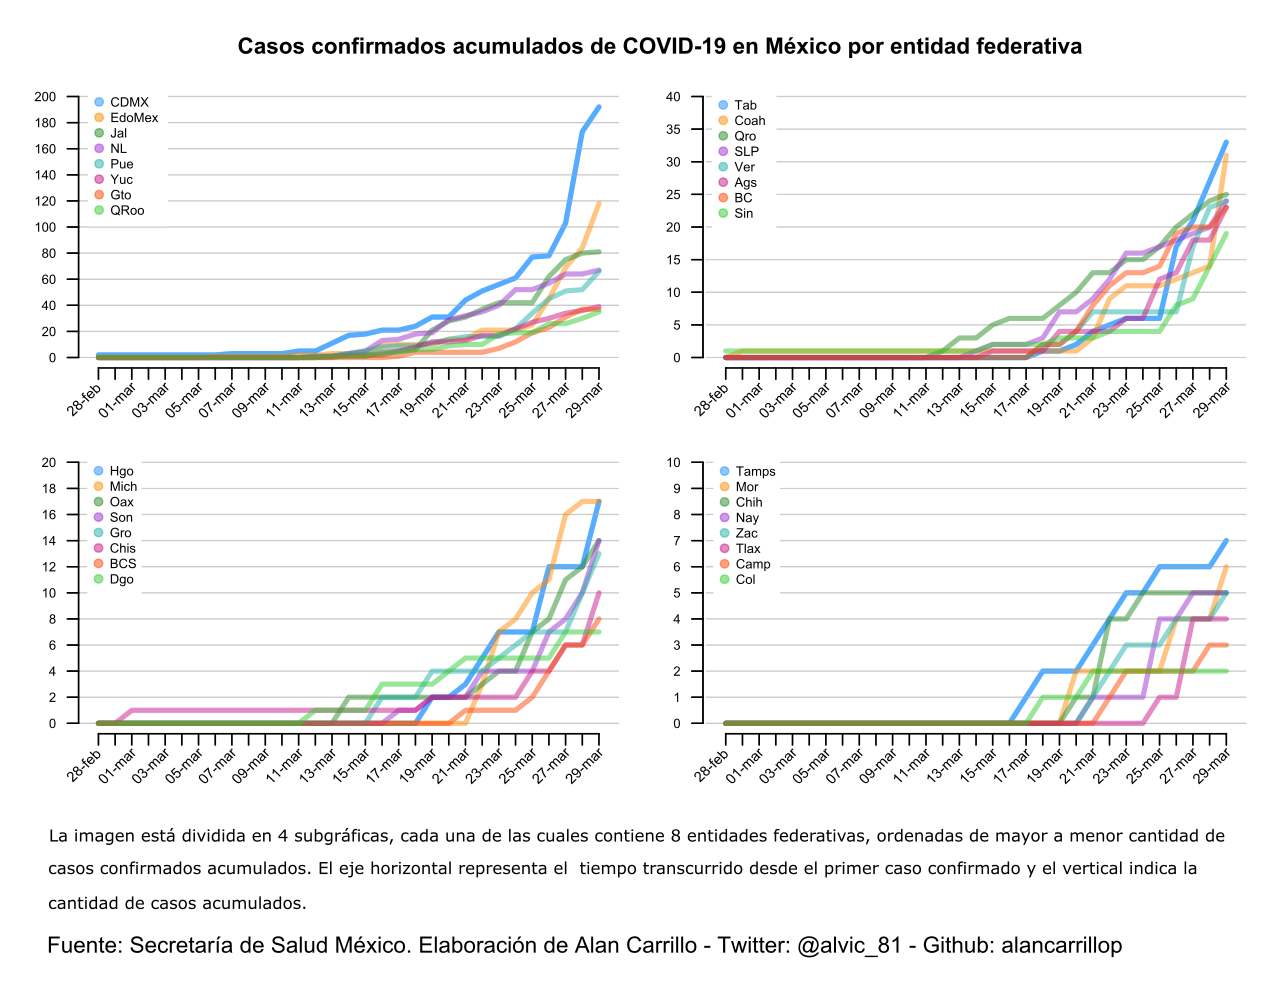 Casos confirmados acumulados de COVID-19 en México por entidad federativa
200
180
160
140
120
100
80
60
40
20
0
CDMX
EdoMex
Jal
NL
Pue
Yuc
Gto
QRoo
28-feb
01-mar
03-mar
05-mar
07-mar
09-mar
11-mar
13-mar
15-mar
17-mar
19-mar
21-mar
23-mar
25-mar
27-mar
29-mar
40
35
30
25
20
15
10
5
0
Tab
Coah
Qro
SLP
Ver
Ags
BC
Sin
28-feb
01-mar
03-mar
05-mar
07-mar
09-mar
11-mar
13-mar
15-mar
17-mar
19-mar
21-mar
23-mar
25-mar
27-mar
29-mar
20
18
16
14
12
10
8
6
4
2
0
Hgo
Mich
Oax
Son
Gro
Chis
BCS
Dgo
28-feb
01-mar
03-mar
05-mar
07-mar
09-mar
11-mar
13-mar
15-mar
17-mar
19-mar
21-mar
23-mar
25-mar
27-mar
29-mar
10
9
8
7
6
5
4
3
2
1
0
Tamps
Mor
Chih
Nay
Zac
Tlax
Camp
Col
28-feb
01-mar
03-mar
05-mar
07-mar
09-mar
11-mar
13-mar
15-mar
17-mar
19-mar
21-mar
23-mar
25-mar
27-mar
29-mar
La imagen está dividida en 4 subgráficas, cada una de las cuales contiene 8 entidades federativas, ordenadas de mayor a menor cantidad de
casos confirmados acumulados. El eje horizontal representa el  tiempo transcurrido desde el primer caso confirmado y el vertical indica la
cantidad de casos acumulados.
Fuente: Secretaría de Salud México. Elaboración de Alan Carrillo - Twitter: @alvic_81 - Github: alancarrillop